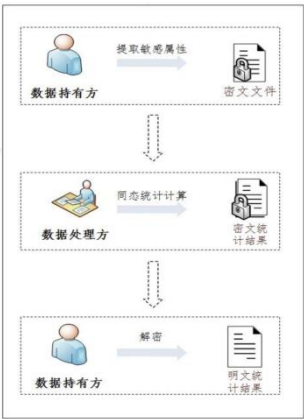 提取敏感属性
数据持有方
密文文件
同态统计计算
数据处理方
密文统
计结果
解密
数据持有方
明文统
计结果